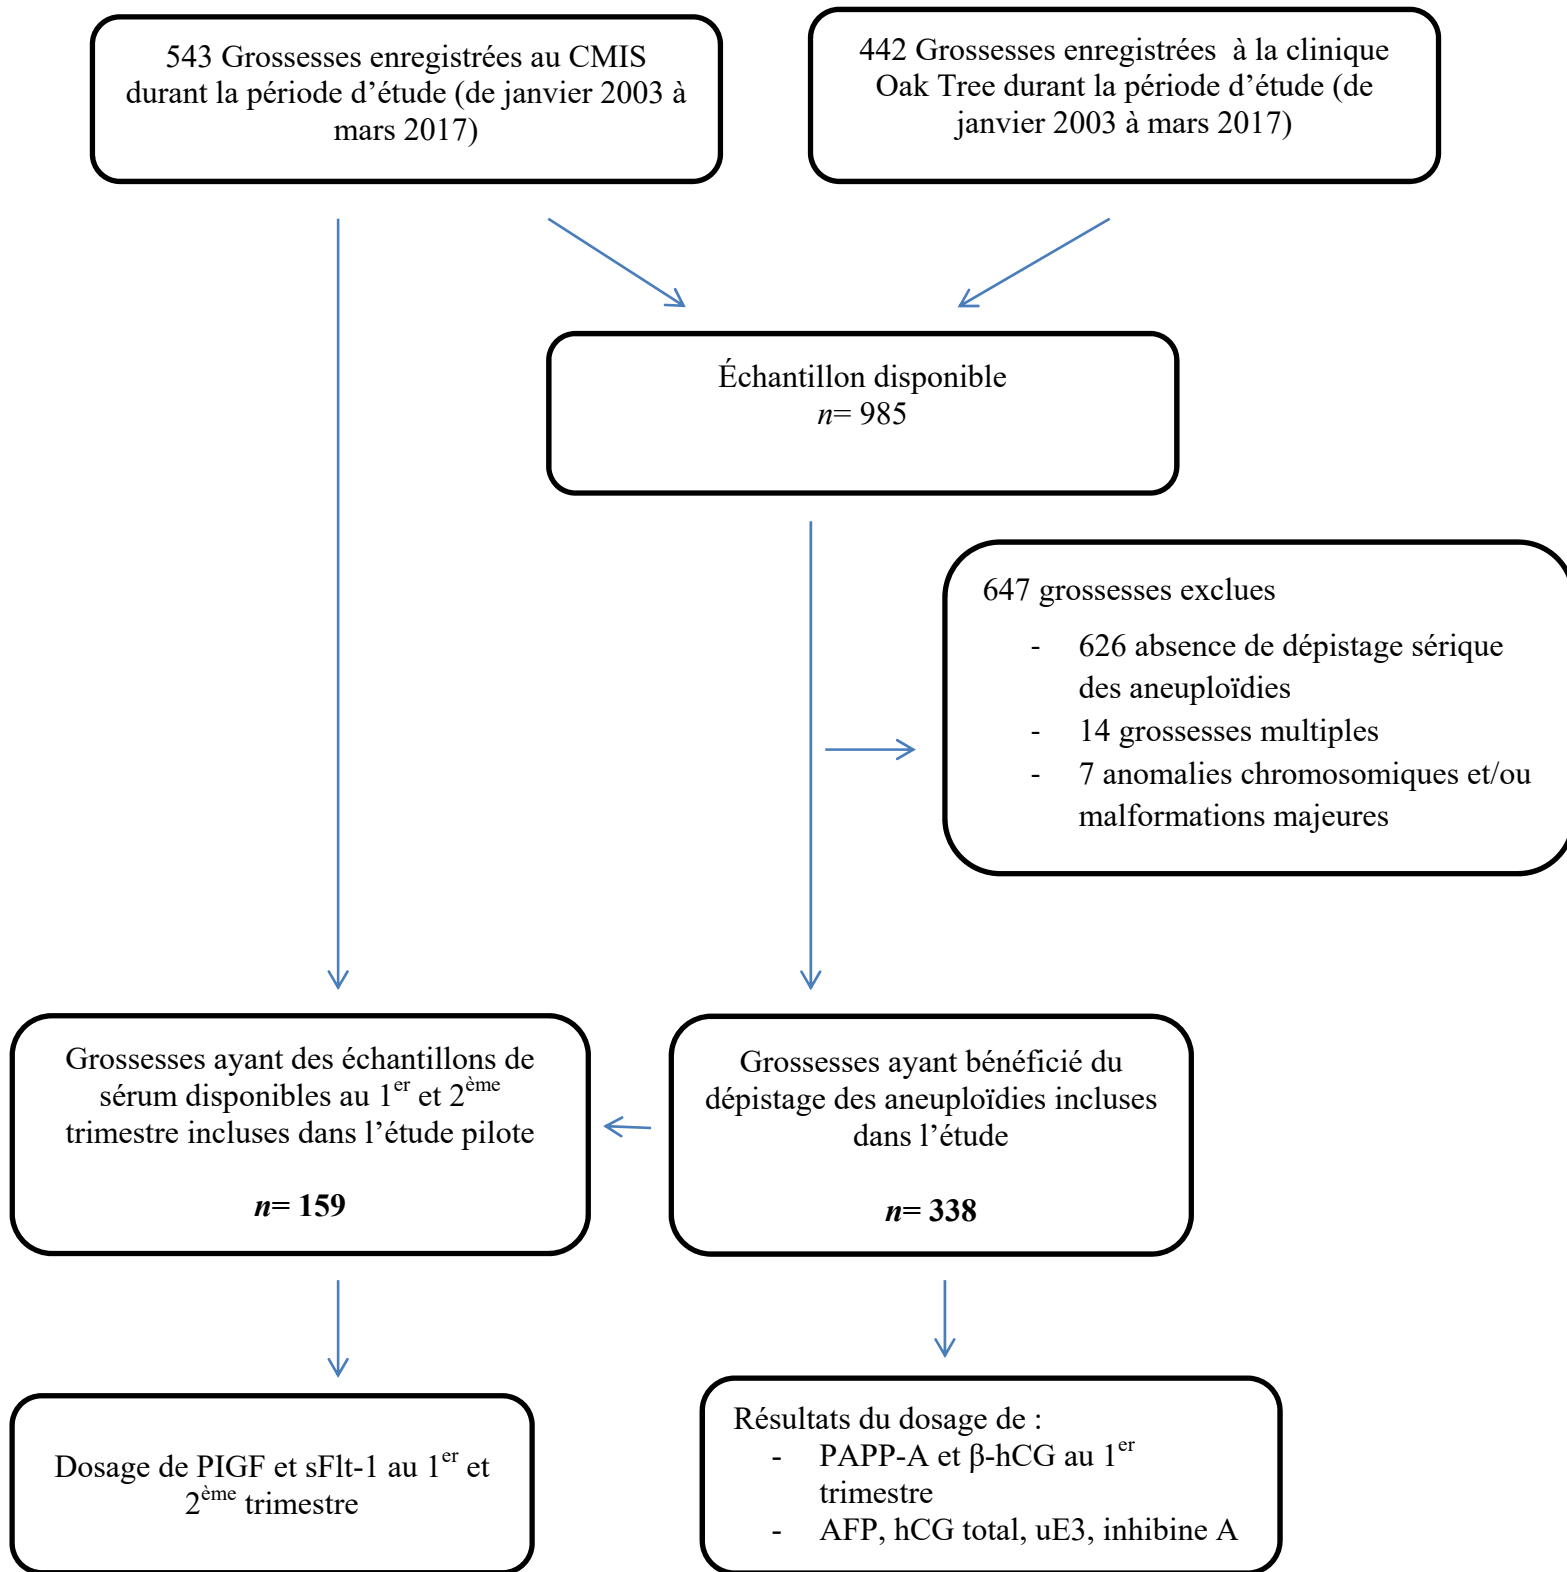 543 Grossesses enregistrées au CMIS
durant la période d’étude (de janvier 2003 à
mars 2017)
442 Grossesses enregistrées à la clinique
Oak Tree durant la période d’étude (de
janvier 2003 à mars 2017)
Échantillon disponible
n= 985
647 grossesses exclues
- 626 absence de dépistage sérique
des aneuploïdies
- 14 grossesses multiples
- 7 anomalies chromosomiques et/ou
malformations majeures
Grossesses ayant des échantillons de
sérum disponibles au 1er et 2ème
trimestre incluses dans l’étude pilote
n= 159
Grossesses ayant bénéficié du
dépistage des aneuploïdies incluses
dans l’étude
n= 338
Dosage de PIGF et sFlt-1 au 1er et
2ème trimestre
Résultats du dosage de :
- PAPP-A et β-hCG au 1er
trimestre
- AFP, hCG total, uE3, inhibine A